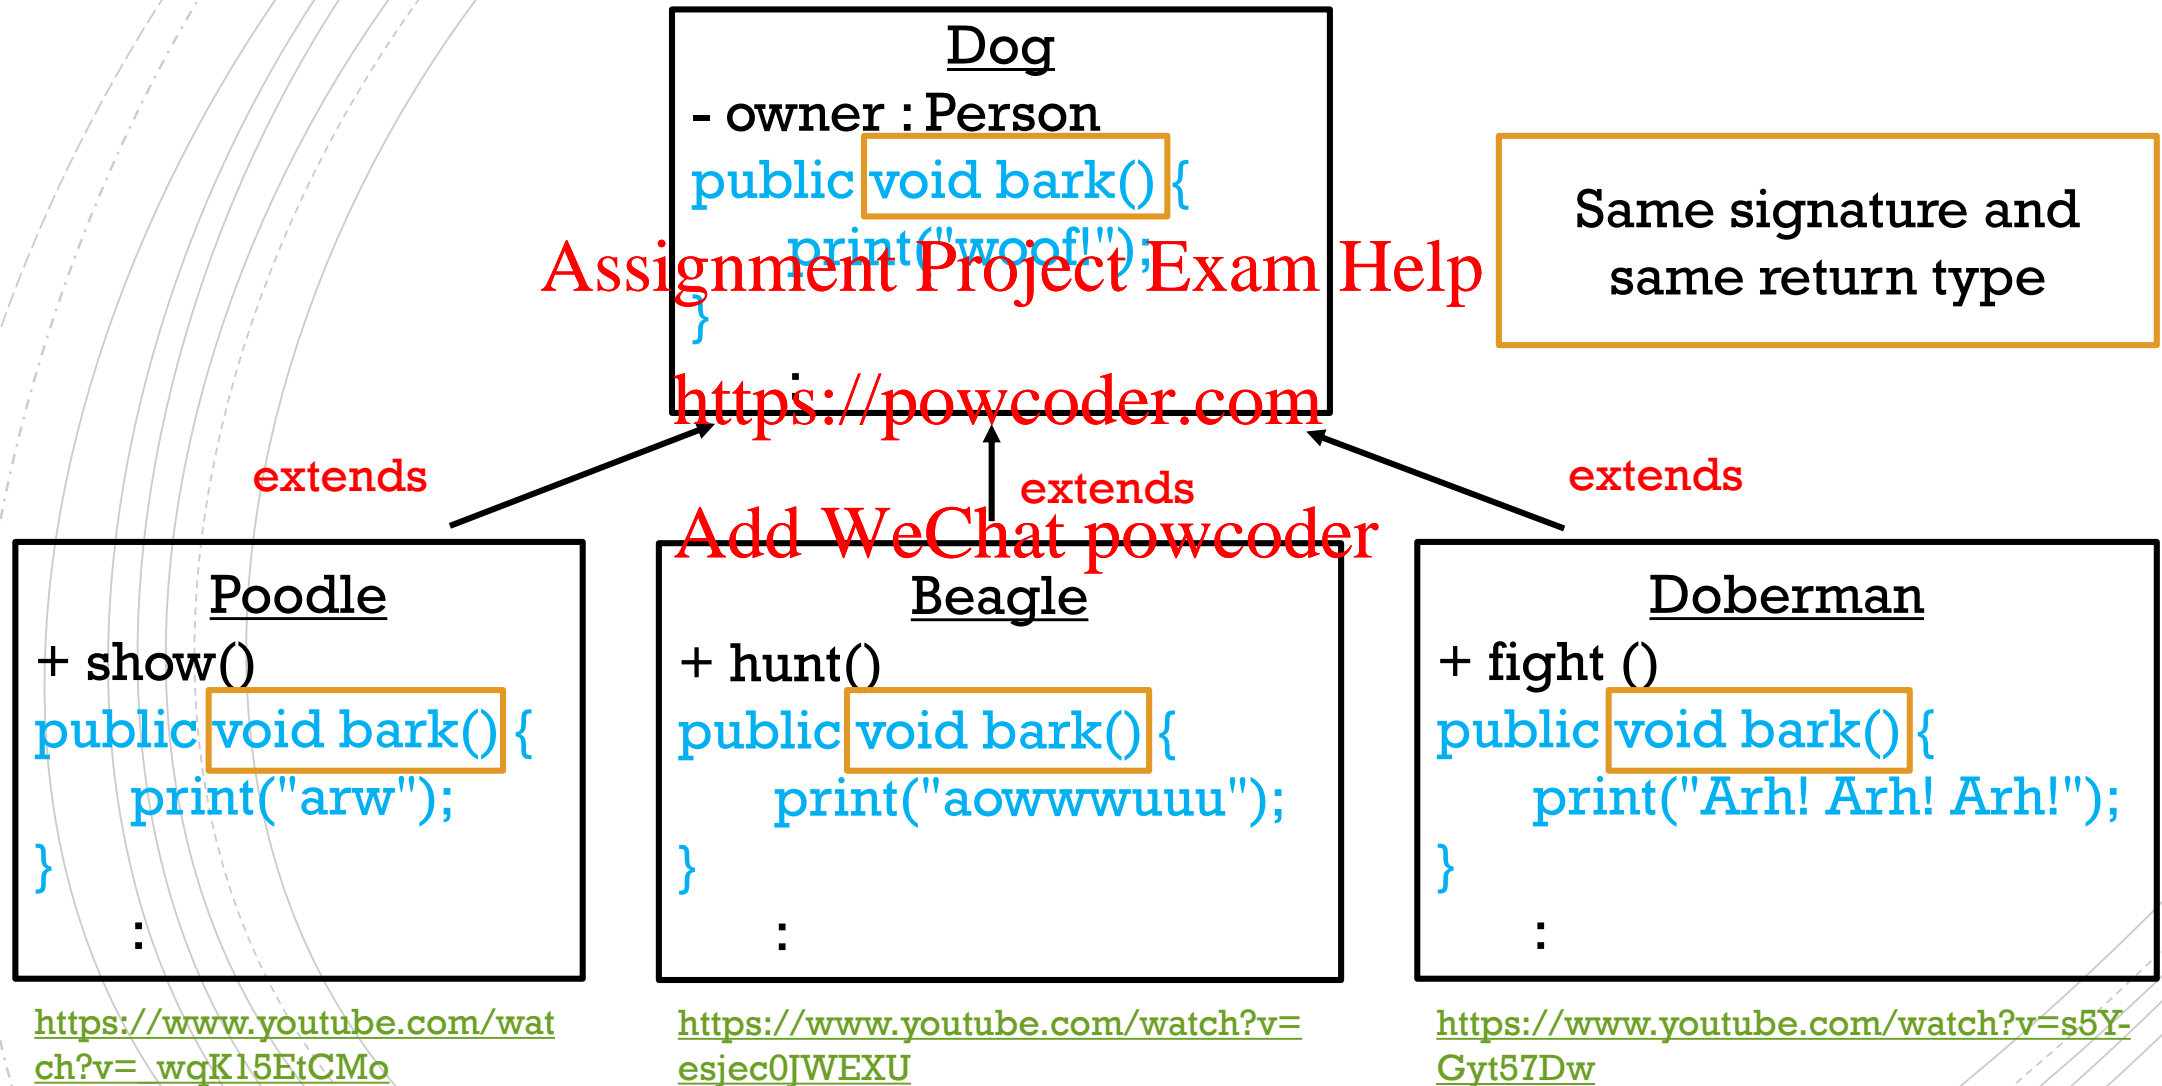 Dog
- owner : Person
public void bark() {
print("woof!");
}
:
Same signature and
same return type
Assignment Project Exam Help
https://powcoder.com
Add WeChat powcoder
extends
extends
extends
Poodle
+ show()
public void bark() {
print("arw");
}
:
https://www.youtube.com/wat
ch?v=_wqK15EtCMo
Beagle
+ hunt()
public void bark() {
print("aowwwuuu");
}
:
https://www.youtube.com/watch?v=
esjec0JWEXU
Doberman
+ fight ()
public void bark() {
print("Arh! Arh! Arh!");
}
:
https://www.youtube.com/watch?v=s5Y-
Gyt57Dw